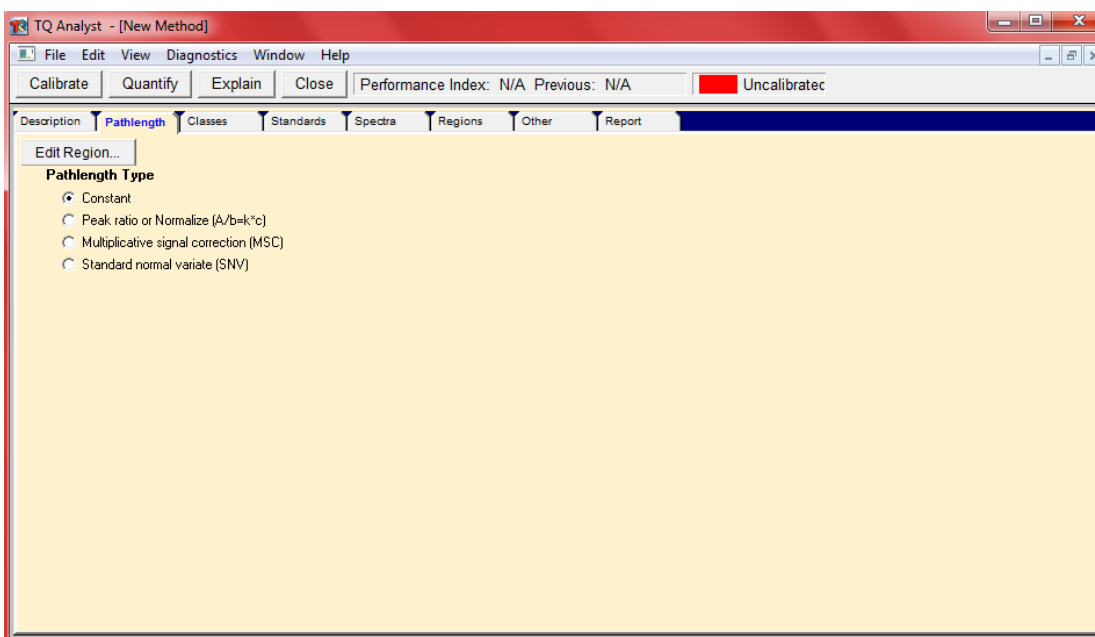 TQ Analyst - [New Method]
File Edit View Diagnostics Window Help
Calibrate Quantify Explain Close Performance Index: N/A Previous: N/A Uncalibratec
Description Pathlength Classes Standards Spectra Regions Other Report
Edit Region...
Pathlength Type
Constant
Peak ratio or Normalize (A/b=k*c)
Multiplicative signal correction (MSC)
Standard normal variate (SNV)